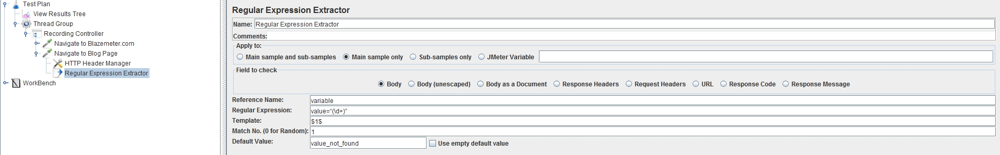 Test Plan
View Results Tree
Thread Group
Recording Controller
Navigate to Blazemeter.com
Navigate to Blog Page
HTTP Header Manager
Regular Expression Extractor
WorkBench
Regular Expression Extractor
Name: Regular Expression Extractor
Comments:
Apply to:
Main sample and sub-samples Main sample only Sub-samples only JMeter Variable
Field to check
Body Body (unescaped) Body as a Document Response Headers Request Headers URL Response Code Response Message
Reference Name: variable
Regular Expression: value=“(\d+)”
Template: $1$
Match No. (0 for Random): 1
Default Value: value_not_found Use empty default value